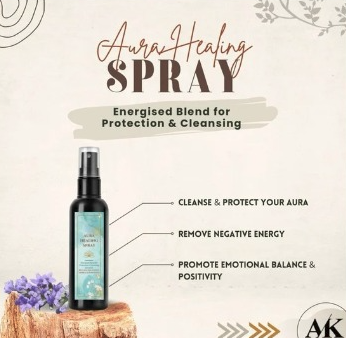 Aura Healing
SPRAY
Energised Blend for
Protection & Cleansing
CLEANSE & PROTECT YOUR AURA
REMOVE NEGATIVE ENERGY
PROMOTE EMOTIONAL BALANCE &
POSITIVITY
AURA
HEALING
SPRAY
AK